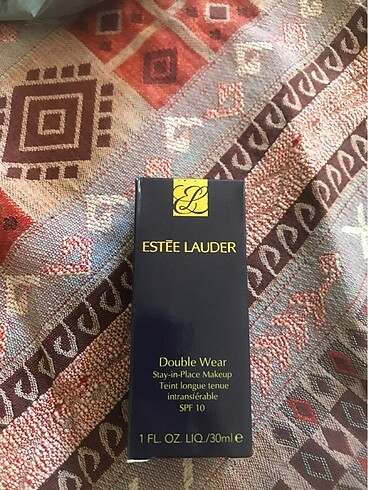 EL
ESTĒE LAUDER
Double Wear
Stay-in-Place Makeup
Teint longue tenue
intransférable
SPF 10
1 FL. OZ. LIQ./30ml e